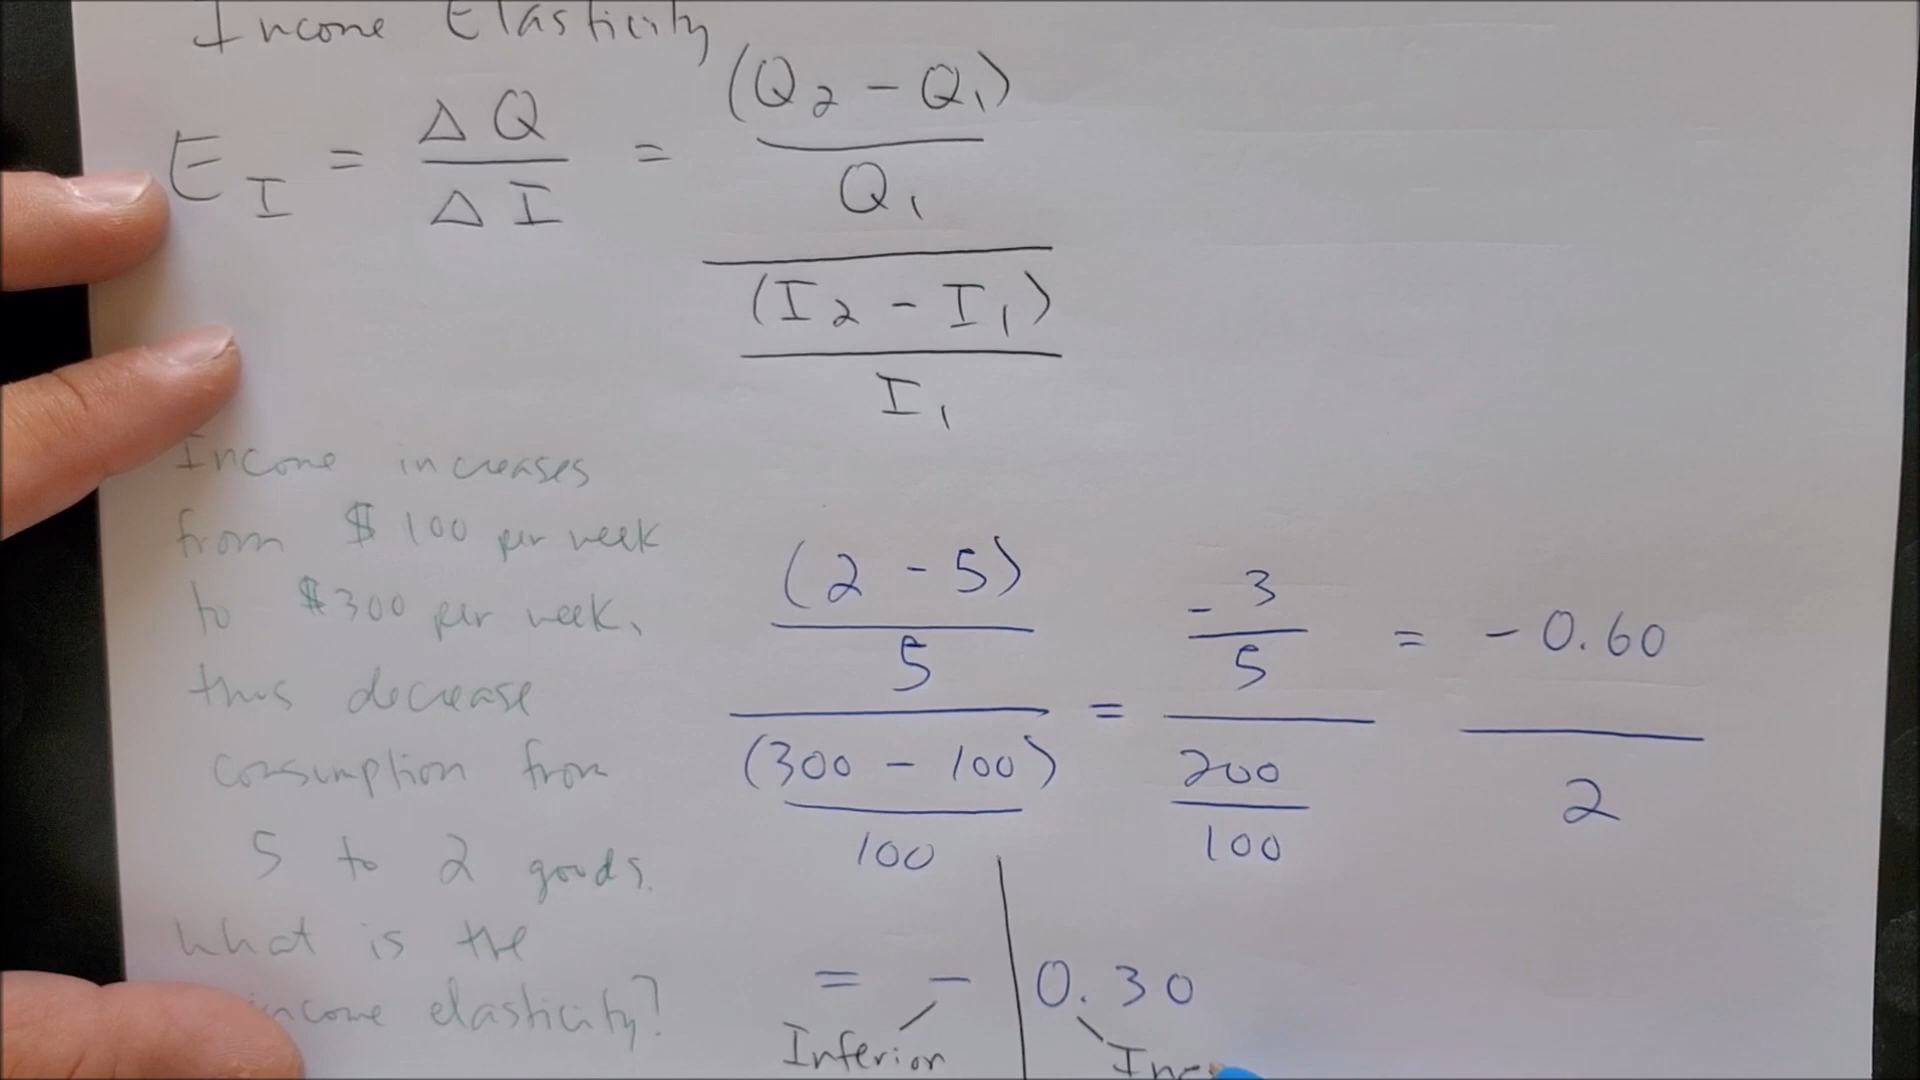 Income Elasticity
E_I = ΔQ / ΔI = ((Q₂ - Q₁) / Q₁) / ((I₂ - I₁) / I₁)
Income increases
from $100 per week
to $300 per week,
thus decrease
consumption from
5 to 2 goods.
What is the
income elasticity?
((2 - 5) / 5) / ((300 - 100) / 100) = (-3 / 5) / (200 / 100) = -0.60 / 2
= - | 0.30
Inferior